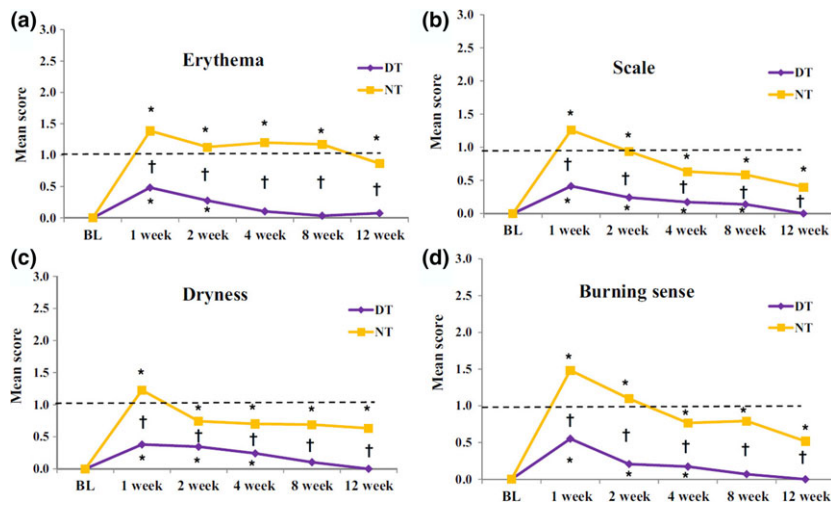 (a)
Erythema
Mean score
3.0
2.5
2.0
1.5
1.0
0.5
0.0
DT
NT
* * * * *
† † † † †
* *
BL 1 week 2 week 4 week 8 week 12 week
(b)
Scale
Mean score
3.0
2.5
2.0
1.5
1.0
0.5
0.0
DT
NT
* * * * *
† † † † †
* * * *
BL 1 week 2 week 4 week 8 week 12 week
(c)
Dryness
Mean score
3.0
2.5
2.0
1.5
1.0
0.5
0.0
DT
NT
* * * * *
† † † † †
* * *
BL 1 week 2 week 4 week 8 week 12 week
(d)
Burning sense
Mean score
3.0
2.5
2.0
1.5
1.0
0.5
0.0
DT
NT
* * * * *
† † † † †
* * *
BL 1 week 2 week 4 week 8 week 12 week